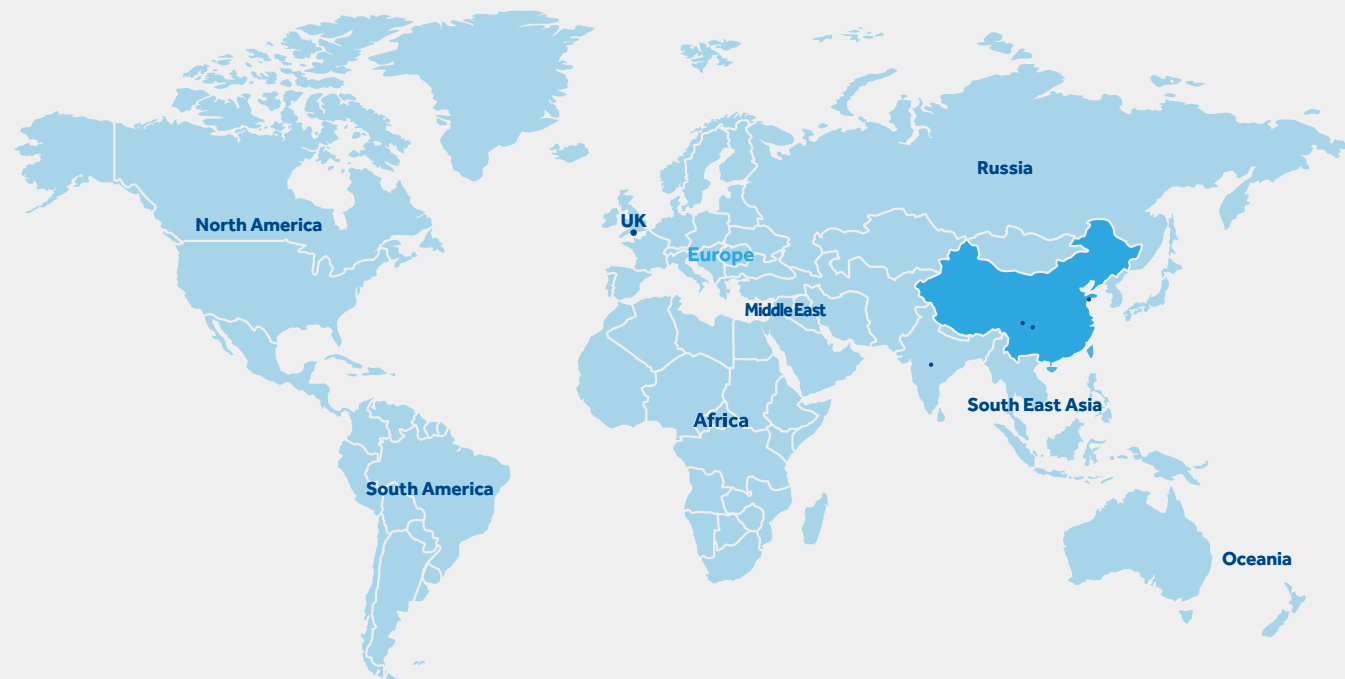 Russia
UK
North America
Europe
Middle East
South East Asia
Africa
South America
Oceania